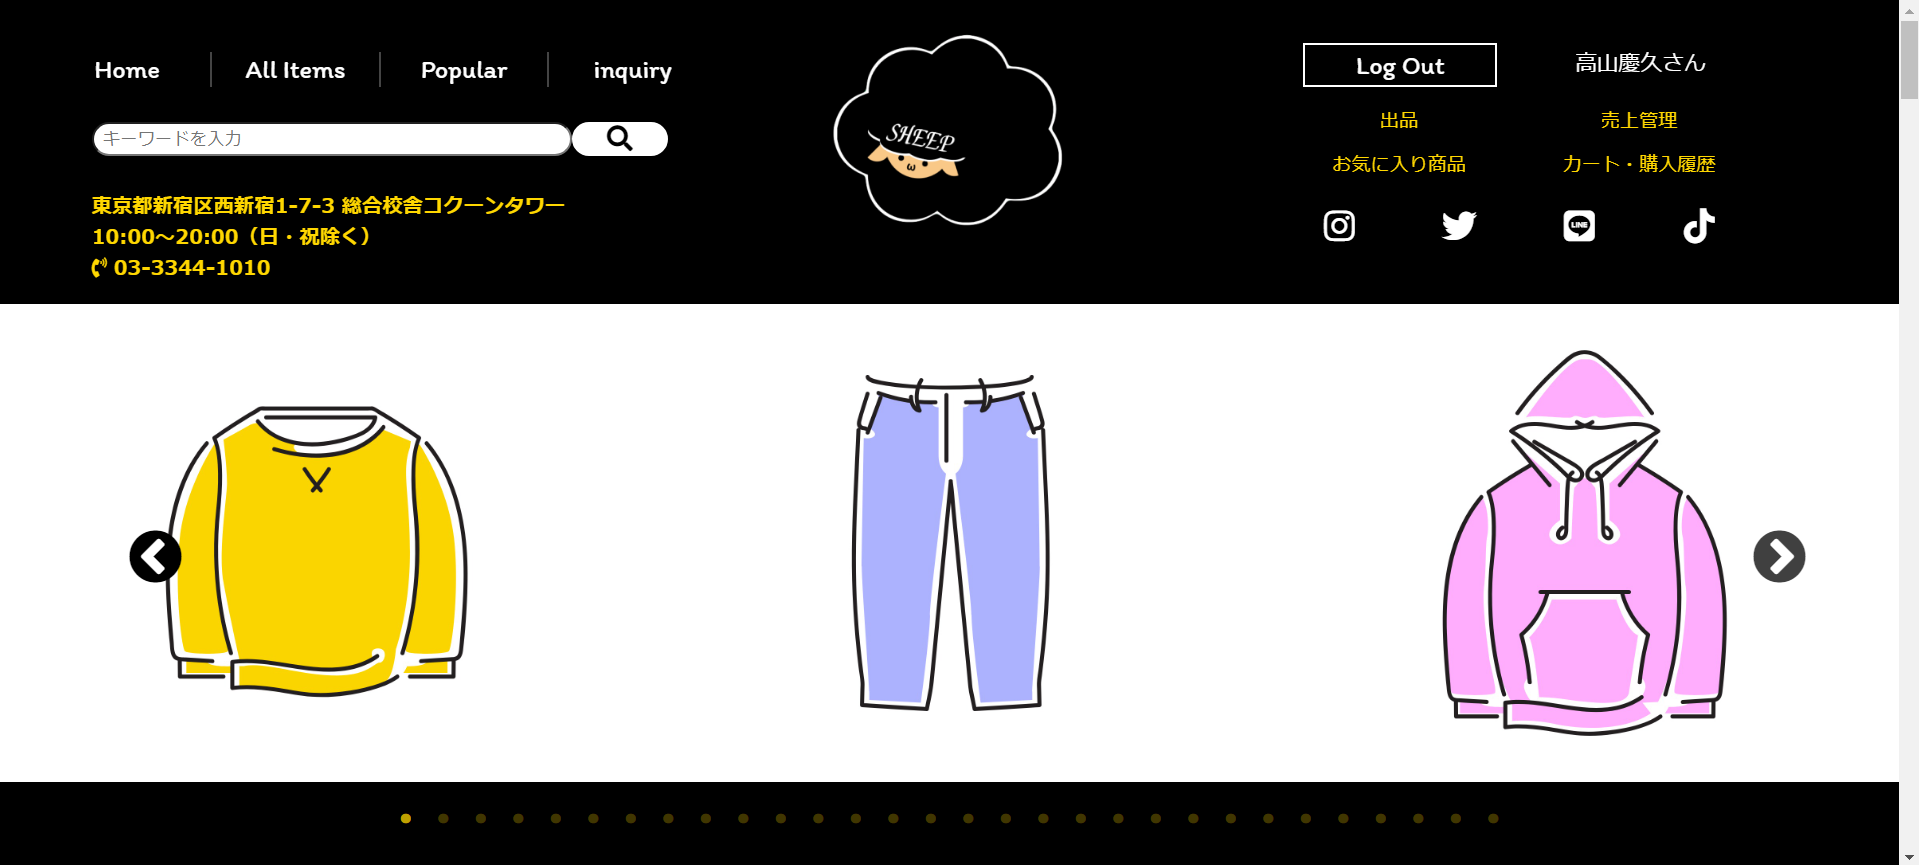 Home
All Items
Popular
inquiry
キーワードを入力
東京都新宿区西新宿1-7-3 総合校舎コクーンタワー
10:00～20:00（日・祝除く）
03-3344-1010
SHEEP
Log Out
高山慶久さん
出品
売上管理
お気に入り商品
カート・購入履歴
LINE